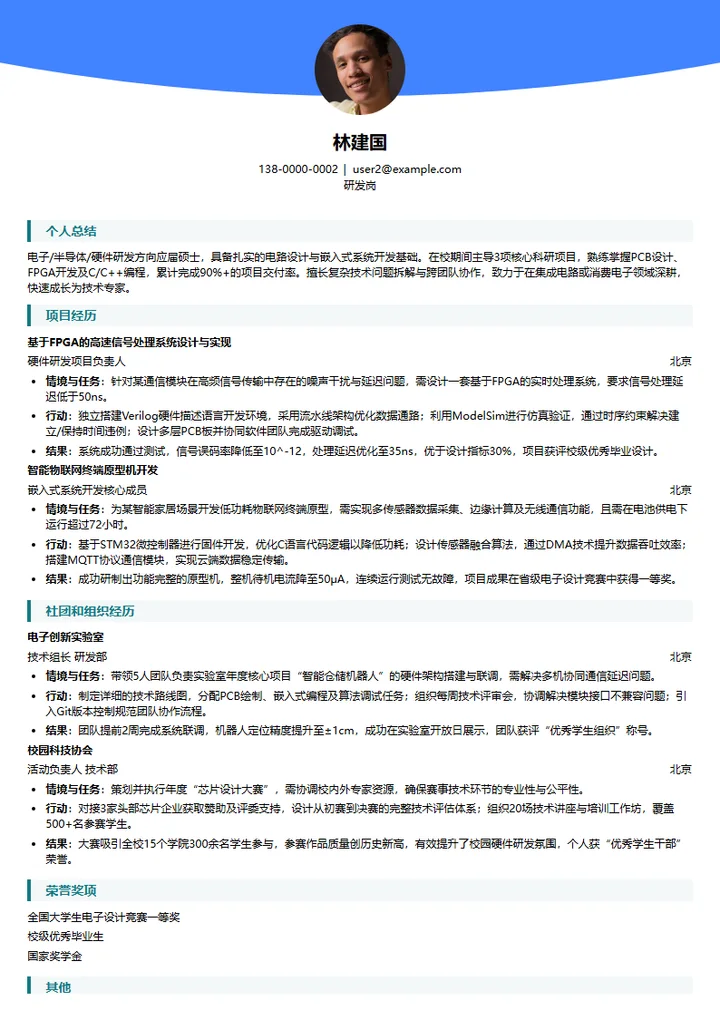 林建国
138-0000-0002 | user2@example.com
研发岗
个人总结
电子/半导体/硬件研发方向应届硕士，具备扎实的电路设计与嵌入式系统开发基础。在校期间主导3项核心科研项目，熟练掌握PCB设计、
FPGA开发及C/C++编程，累计完成90%+的项目交付率。擅长复杂技术问题拆解与跨团队协作，致力于在集成电路或消费电子领域深耕，
快速成长为技术专家。
项目经历
基于FPGA的高速信号处理系统设计与实现
硬件研发项目负责人 北京
• 情境与任务：针对某通信模块在高频信号传输中存在的噪声干扰与延迟问题，需设计一套基于FPGA的实时处理系统，要求信号处理延
迟低于50ns。
• 行动：独立搭建Verilog硬件描述语言开发环境，采用流水线架构优化数据通路；利用ModelSim进行仿真验证，通过时序约束解决建
立/保持时间违例；设计多层PCB板并协同软件团队完成驱动调试。
• 结果：系统成功通过测试，信号误码率降低至10^-12，处理延迟优化至35ns，优于设计指标30%，项目获评校级优秀毕业设计。
智能物联网终端原型机开发
嵌入式系统开发核心成员 北京
• 情境与任务：为某智能家居场景开发低功耗物联网终端原型，需实现多传感器数据采集、边缘计算及无线通信功能，且需在电池供电下
运行超过72小时。
• 行动：基于STM32微控制器进行固件开发，优化C语言代码逻辑以降低功耗；设计传感器融合算法，通过DMA技术提升数据吞吐效率；
搭建MQTT协议通信模块，实现云端数据稳定传输。
• 结果：成功研制出功能完整的原型机，整机待机电流降至50μA，连续运行测试无故障，项目成果在省级电子设计竞赛中获得一等奖。
社团和组织经历
电子创新实验室
技术组长 研发部 北京
• 情境与任务：带领5人团队负责实验室年度核心项目“智能仓储机器人”的硬件架构搭建与联调，需解决多机协同通信延迟问题。
• 行动：制定详细的技术路线图，分配PCB绘制、嵌入式编程及算法调试任务；组织每周技术评审会，协调解决模块接口不兼容问题；引
入Git版本控制规范团队协作流程。
• 结果：团队提前2周完成系统联调，机器人定位精度提升至±1cm，成功在实验室开放日展示，团队获评“优秀学生组织”称号。
校园科技协会
活动负责人 技术部 北京
• 情境与任务：策划并执行年度“芯片设计大赛”，需协调校内外专家资源，确保赛事技术环节的专业性与公平性。
• 行动：对接3家头部芯片企业获取赞助及评委支持，设计从初赛到决赛的完整技术评估体系；组织20场技术讲座与培训工作坊，覆盖
500+名参赛学生。
• 结果：大赛吸引全校15个学院300余名学生参与，参赛作品质量创历史新高，有效提升了校园硬件研发氛围，个人获“优秀学生干部”
荣誉。
荣誉奖项
全国大学生电子设计竞赛一等奖
校级优秀毕业生
国家奖学金
其他